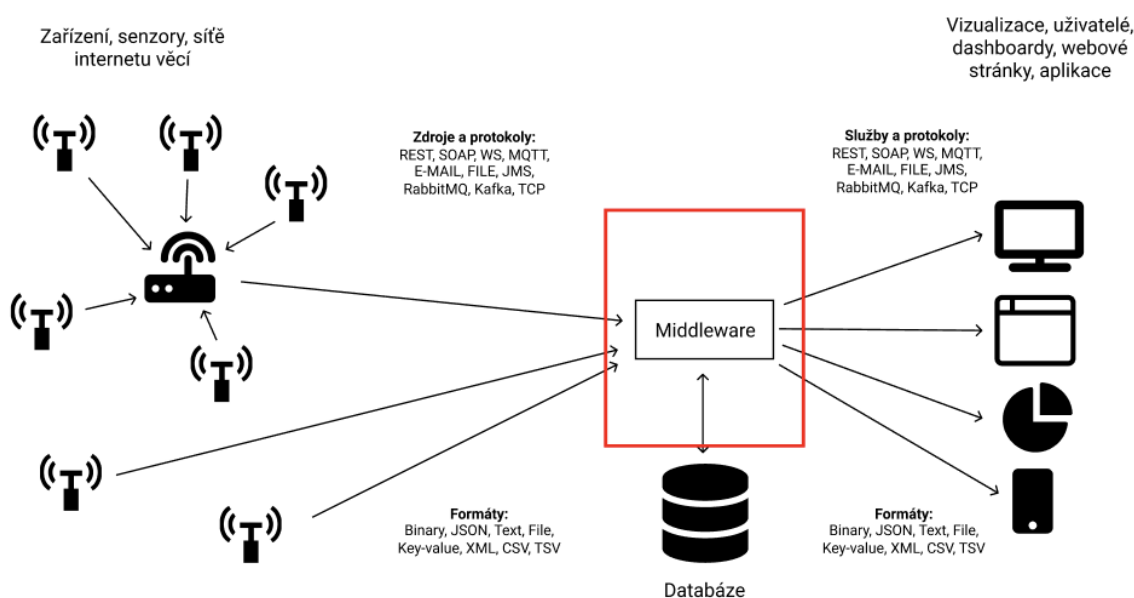 Zařízení, senzory, síťě
internetu věcí
Vizualizace, uživatelé,
dashboardy, webové
stránky, aplikace
Zdroje a protokoly:
REST, SOAP, WS, MQTT,
E-MAIL, FILE, JMS,
RabbitMQ, Kafka, TCP
Služby a protokoly:
REST, SOAP, WS, MQTT,
E-MAIL, FILE, JMS,
RabbitMQ, Kafka, TCP
Middleware
Formáty:
Binary, JSON, Text, File,
Key-value, XML, CSV, TSV
Formáty:
Binary, JSON, Text, File,
Key-value, XML, CSV, TSV
Databáze